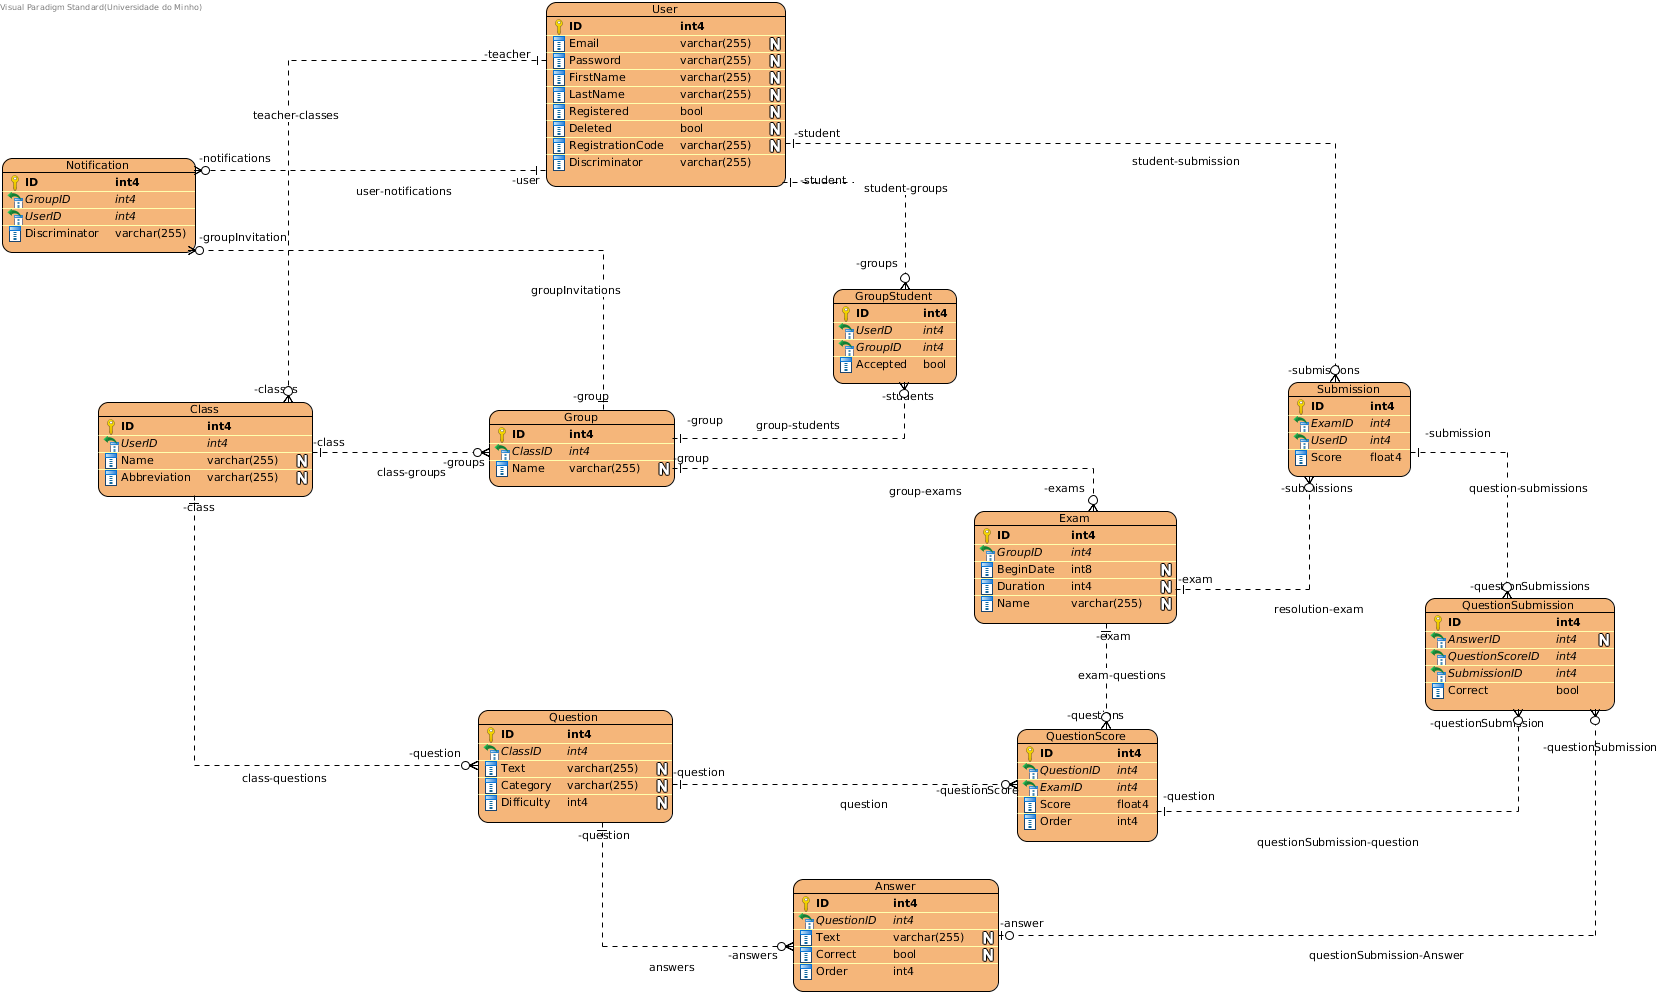 Visual Paradigm Standard(Universidade do Minho)
User
ID int4
Email varchar(255) N
Password varchar(255) N
FirstName varchar(255) N
LastName varchar(255) N
Registered bool N
Deleted bool N
RegistrationCode varchar(255) N
Discriminator varchar(255)
-teacher
teacher-classes
-student
student-submission
-notifications
-user
user-notifications
-student
student-groups
Notification
ID int4
GroupID int4
UserID int4
Discriminator varchar(255)
-groupInvitation
groupInvitations
-groups
GroupStudent
ID int4
UserID int4
GroupID int4
Accepted bool
-students
-classes
-group
-submissions
Class
ID int4
UserID int4
Name varchar(255) N
Abbreviation varchar(255) N
-class
-groups
class-groups
-class
Group
ID int4
ClassID int4
Name varchar(255) N
-group
group-students
-group
group-exams
-exams
Submission
ID int4
ExamID int4
UserID int4
Score float4
-submission
-submissions
question-submissions
Exam
ID int4
GroupID int4
BeginDate int8 N
Duration int4 N
Name varchar(255) N
-exam
resolution-exam
-exam
exam-questions
-questions
-questionSubmissions
QuestionSubmission
ID int4
AnswerID int4 N
QuestionScoreID int4
SubmissionID int4
Correct bool
-questionSubmission
-questionSubmission
Question
ID int4
ClassID int4
Text varchar(255) N
Category varchar(255) N
Difficulty int4 N
-question
class-questions
-question
question
-questionScore
-question
QuestionScore
ID int4
QuestionID int4
ExamID int4
Score float4
Order int4
-question
questionSubmission-question
Answer
ID int4
QuestionID int4
Text varchar(255) N
Correct bool N
Order int4
-answer
-answers
answers
questionSubmission-Answer